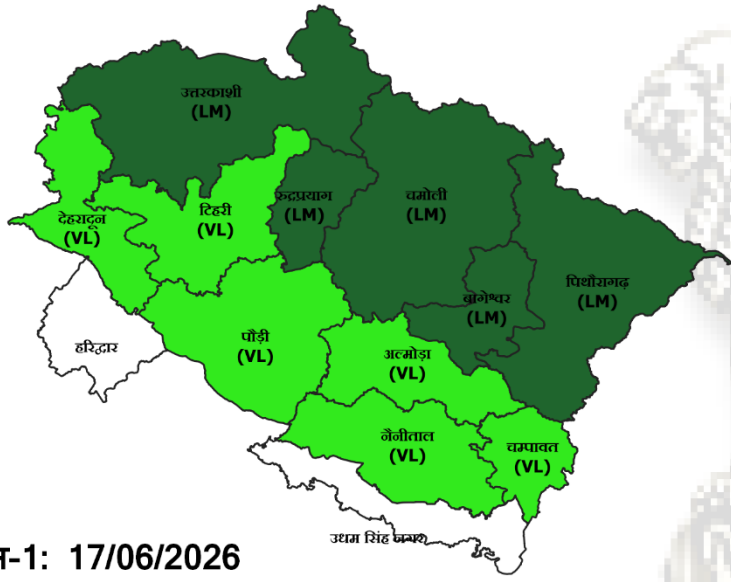 उत्तरकाशी
(LM)
रुद्रप्रयाग
(LM)
चमोली
(LM)
टिहरी
(VL)
देहरादून
(VL)
बागेश्वर
(LM)
पिथौरागढ़
(LM)
हरिद्वार
पौड़ी
(VL)
अल्मोड़ा
(VL)
नैनीताल
(VL)
चम्पावत
(VL)
उधम सिंह नगर
-1: 17/06/2026